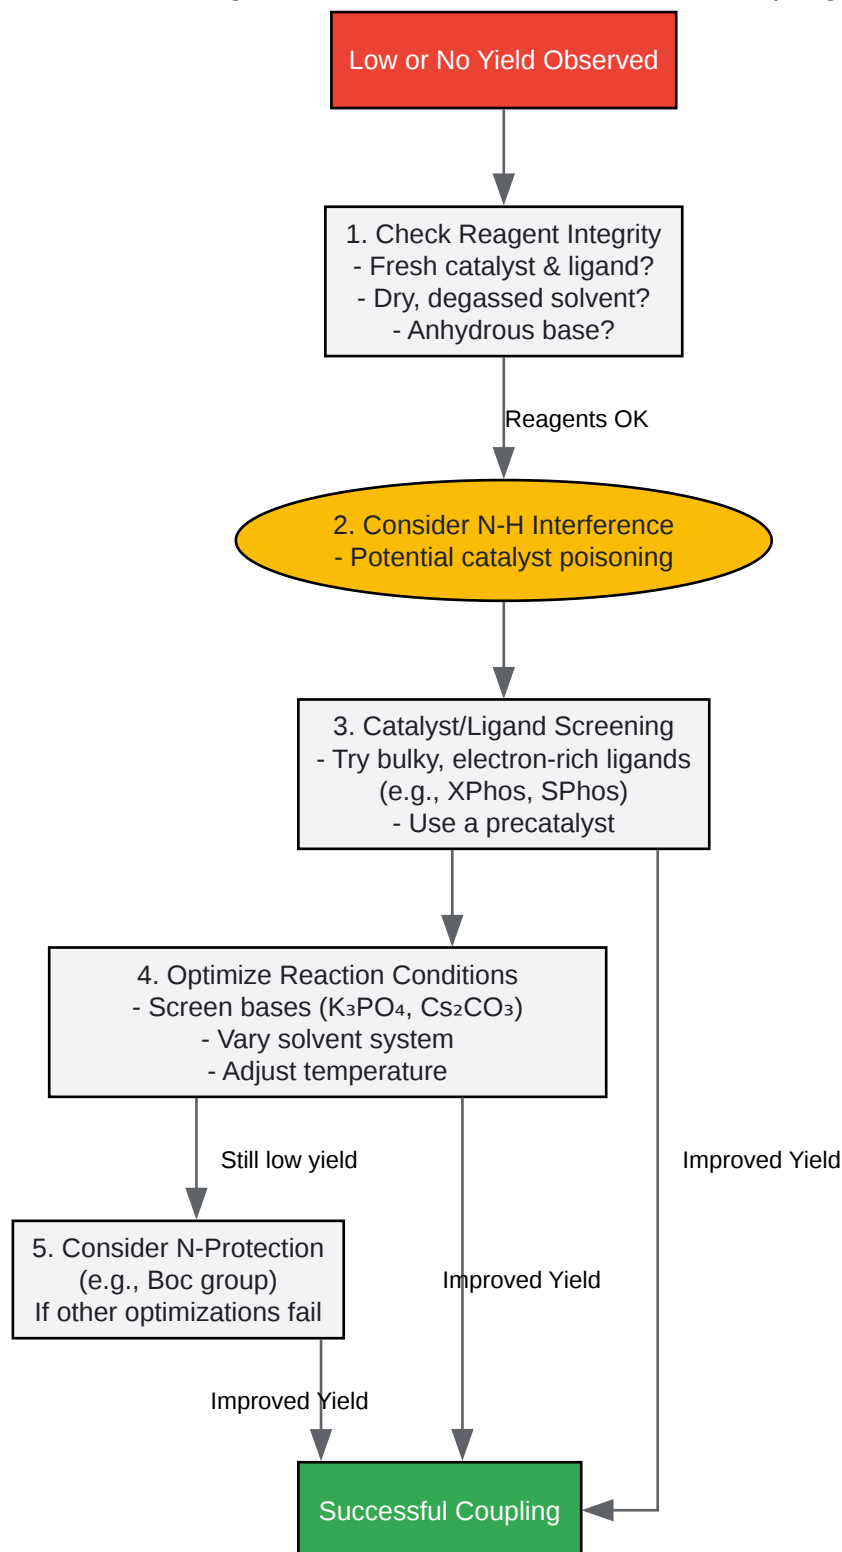 Low or No Yield Observed
1. Check Reagent Integrity
- Fresh catalyst & ligand?
- Dry, degassed solvent?
- Anhydrous base?
Reagents OK
2. Consider N-H Interference
- Potential catalyst poisoning
3. Catalyst/Ligand Screening
- Try bulky, electron-rich ligands
(e.g., XPhos, SPhos)
- Use a precatalyst
4. Optimize Reaction Conditions
- Screen bases (K₃PO₄, Cs₂CO₃)
- Vary solvent system
- Adjust temperature
Still low yield
Improved Yield
5. Consider N-Protection
(e.g., Boc group)
If other optimizations fail
Improved Yield
Improved Yield
Successful Coupling